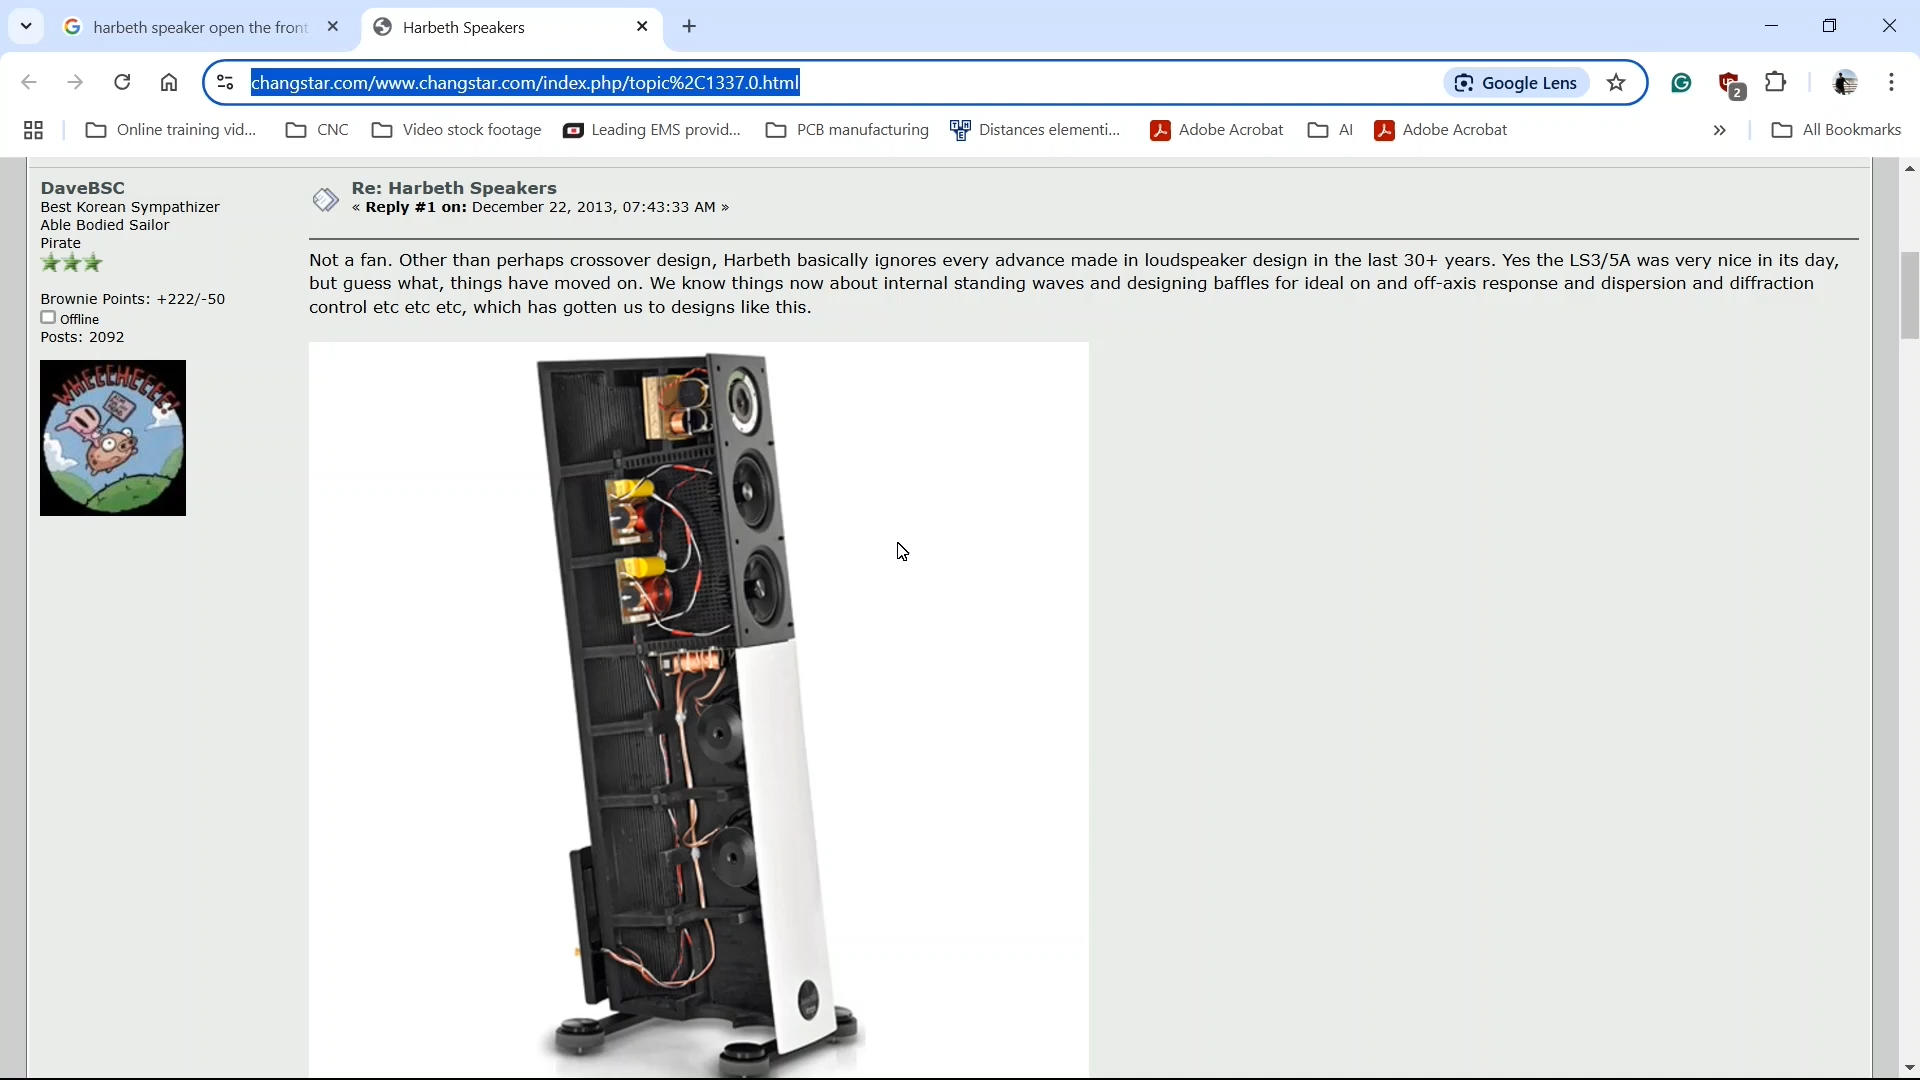 harbeth speaker open the front
Harbeth Speakers
changstar.com/www.changstar.com/index.php/topic%2C1337.0.html
Google Lens
2
Online training vid...
CNC
Video stock footage
Leading EMS provid...
PCB manufacturing
Distances elementi...
Adobe Acrobat
AI
Adobe Acrobat
All Bookmarks
DaveBSC
Best Korean Sympathizer
Able Bodied Sailor
Pirate
Brownie Points: +222/-50
Offline
Posts: 2092
WHEEEHEEEE!
Re: Harbeth Speakers
« Reply #1 on: December 22, 2013, 07:43:33 AM »
Not a fan. Other than perhaps crossover design, Harbeth basically ignores every advance made in loudspeaker design in the last 30+ years. Yes the LS3/5A was very nice in its day,
but guess what, things have moved on. We know things now about internal standing waves and designing baffles for ideal on and off-axis response and dispersion and diffraction
control etc etc etc, which has gotten us to designs like this.